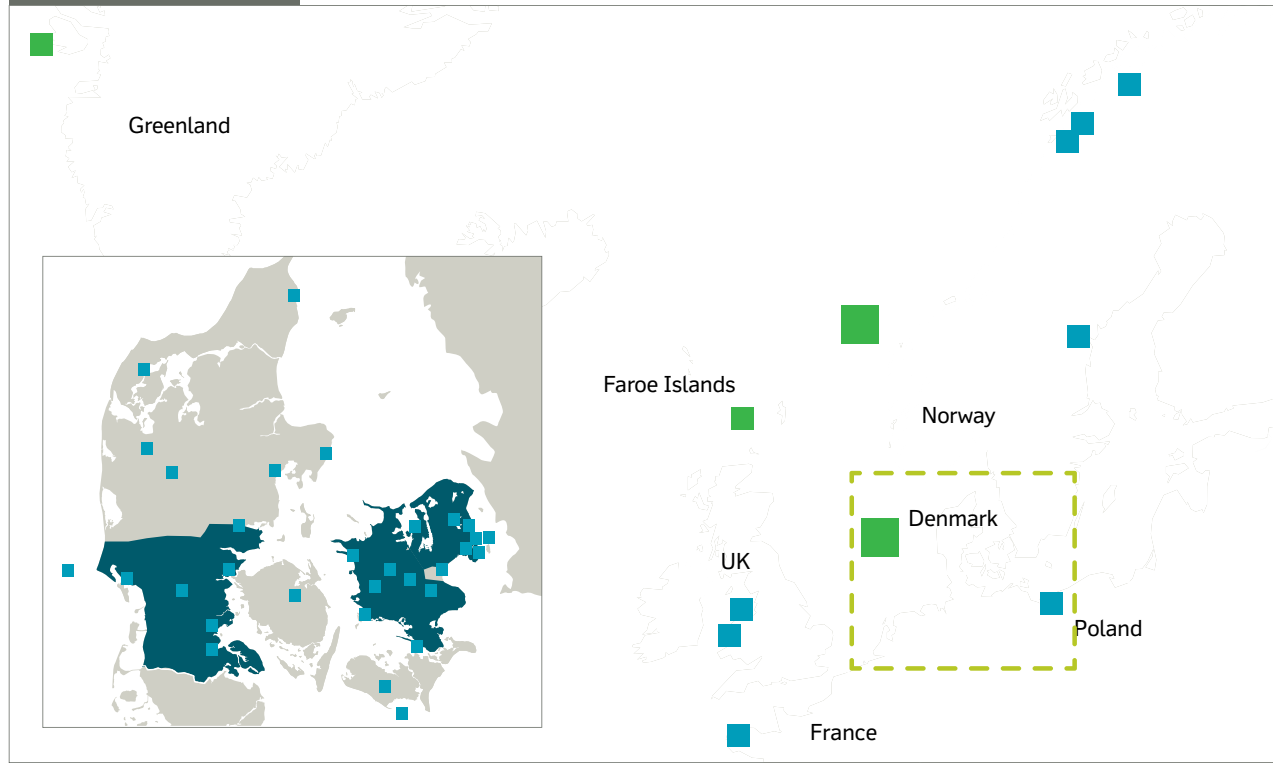 Greenland
Faroe Islands
Norway
Denmark
UK
Poland
France